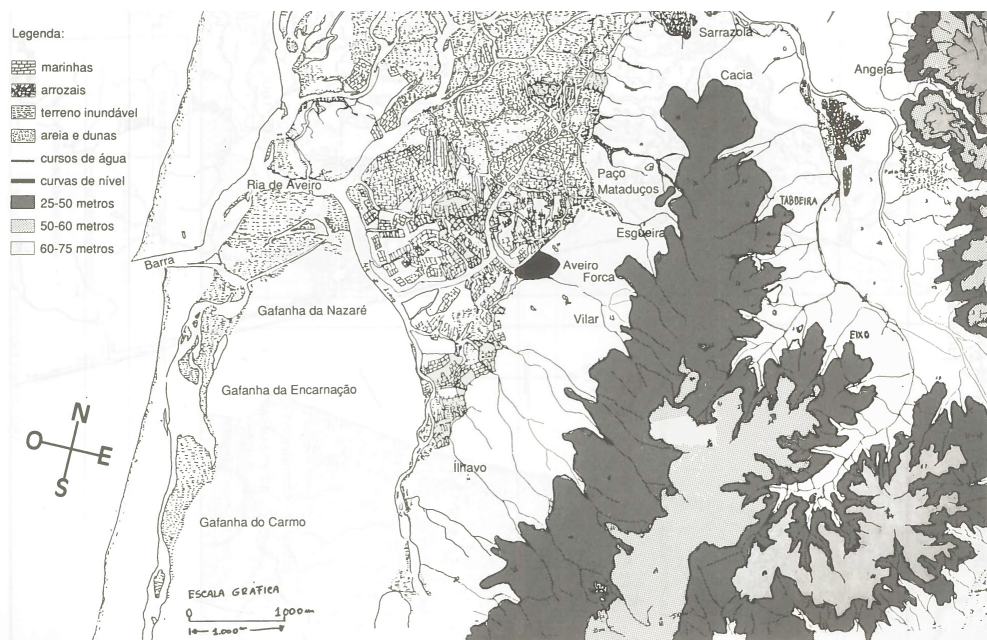 Legenda:
marinhas
arrozais
terreno inundável
areia e dunas
cursos de água
curvas de nível
25-50 metros
50-60 metros
60-75 metros
Sarrazola
Cacia
Angeja
Paço
Mataduços
TABOEIRA
Ria de Aveiro
Esgueira
Barra
Aveiro
Forca
Gafanha da Nazaré
Vilar
EIXO
Gafanha da Encarnação
N
O
E
S
Ílhavo
Gafanha do Carmo
ESCALA GRÁFICA
0 1000m
1.000m